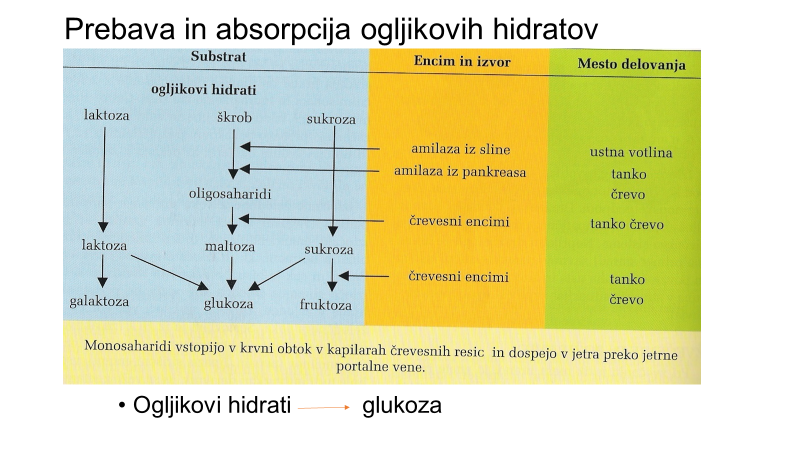 Prebava in absorpcija ogljikovih hidratov
Substrat
Encim in izvor
Mesto delovanja
ogljikovi hidrati
laktoza
škrob
sukroza
amilaza iz sline
ustna votlina
amilaza iz pankreasa
tanko
črevo
oligosaharidi
črevesni encimi
tanko črevo
laktoza
maltoza
sukroza
črevesni encimi
tanko
črevo
galaktoza
glukoza
fruktoza
Monosaharidi vstopijo v krvni obtok v kapilarah črevesnih resic in dospejo v jetra preko jetrne
portalne vene.
• Ogljikovi hidrati glukoza